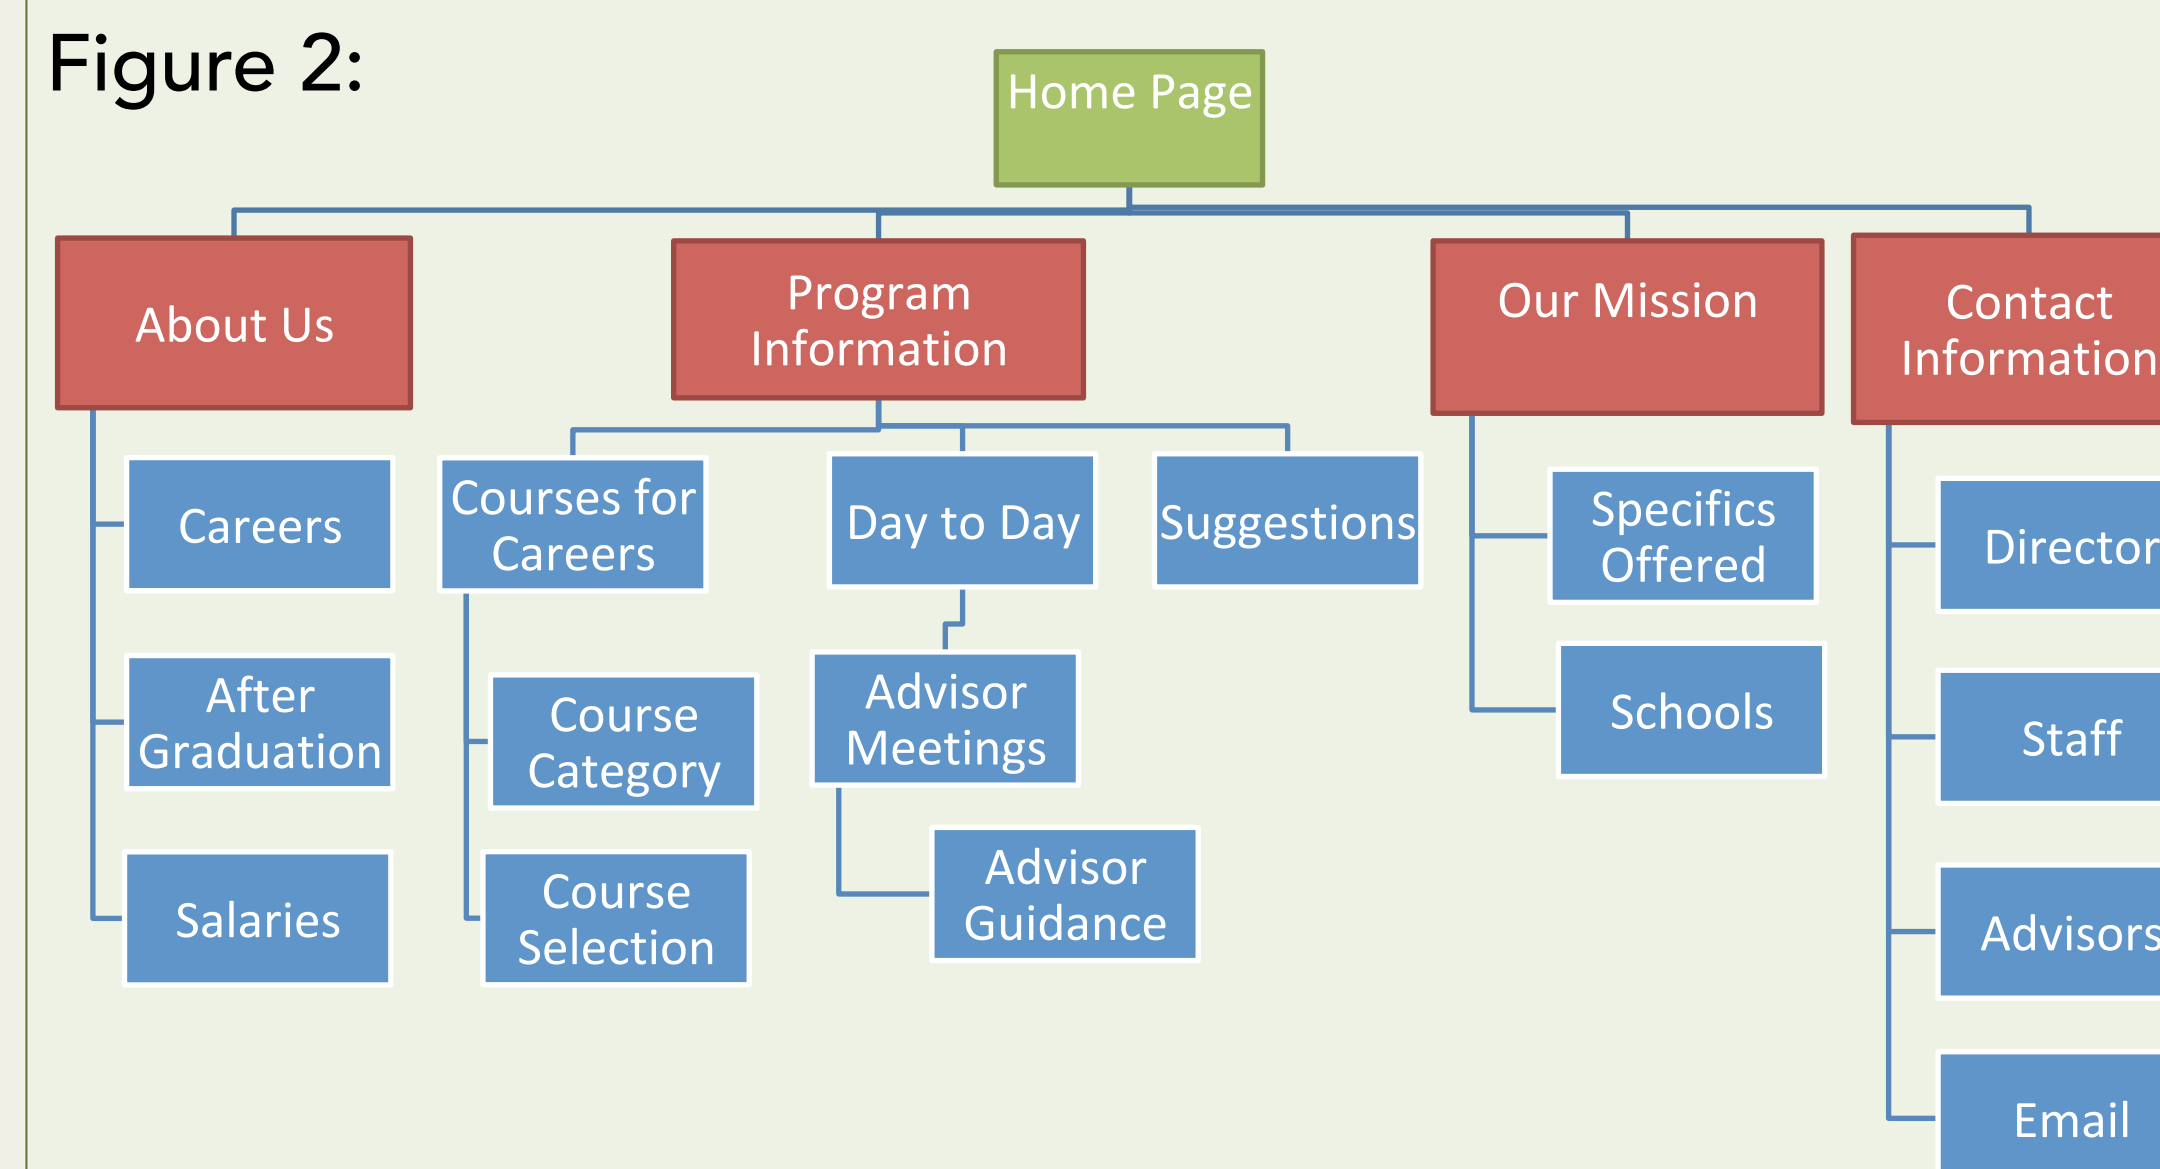 Figure 2:
Home Page
About Us
Program
Information
Our Mission
Contact
Information
Careers
After
Graduation
Salaries
Courses for
Careers
Course
Category
Course
Selection
Day to Day
Advisor
Meetings
Advisor
Guidance
Suggestions
Specifics
Offered
Schools
Director
Staff
Advisors
Email